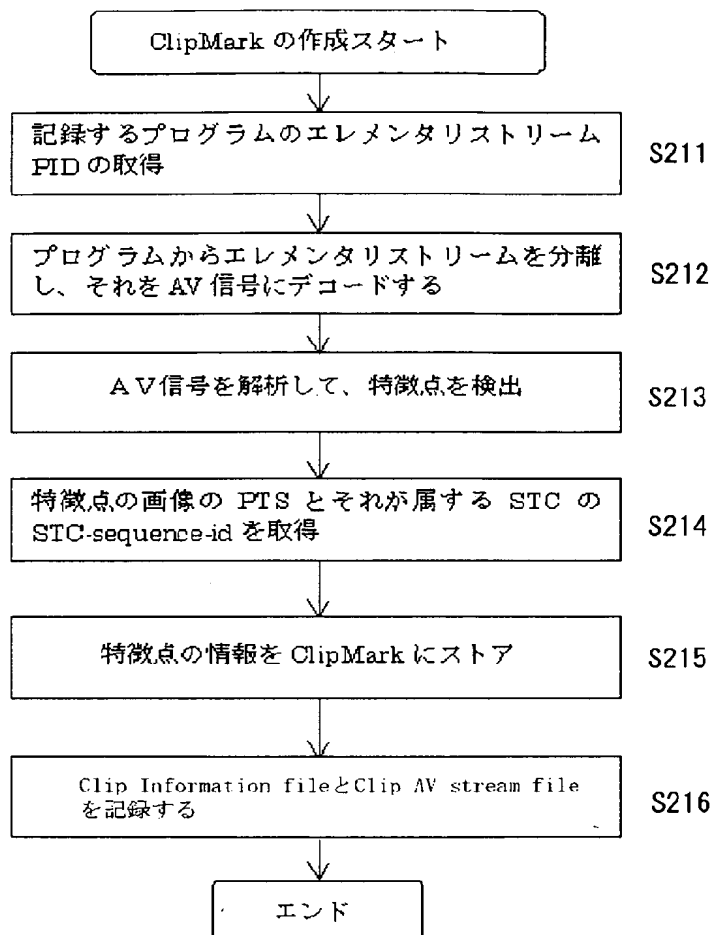 ClipMark の作成スタート
記録するプログラムのエレメンタリストリーム
PID の取得
S211
プログラムからエレメンタリストリームを分離
し、それを AV 信号にデコードする
S212
AV信号を解析して、特徴点を検出
S213
特徴点の画像の PTS とそれが属する STC の
STC-sequence-id を取得
S214
特徴点の情報を ClipMark にストア
S215
Clip Information fileとClip AV stream file
を記録する
S216
エンド